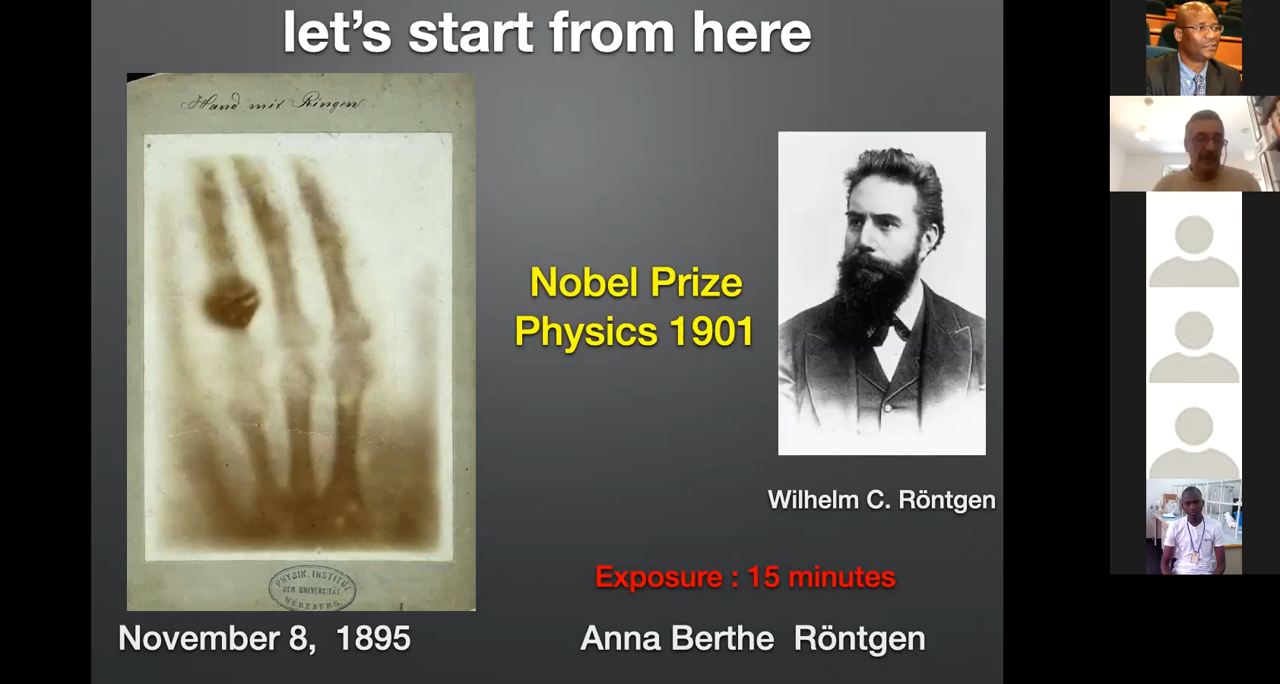 let's start from here
Hand mit Ringen
Nobel Prize
Physics 1901
Wilhelm C. Röntgen
Exposure : 15 minutes
PHYSIK. INSTITUT
DER UNIVERSITÄT
WÜRZBURG
November 8, 1895
Anna Berthe Röntgen